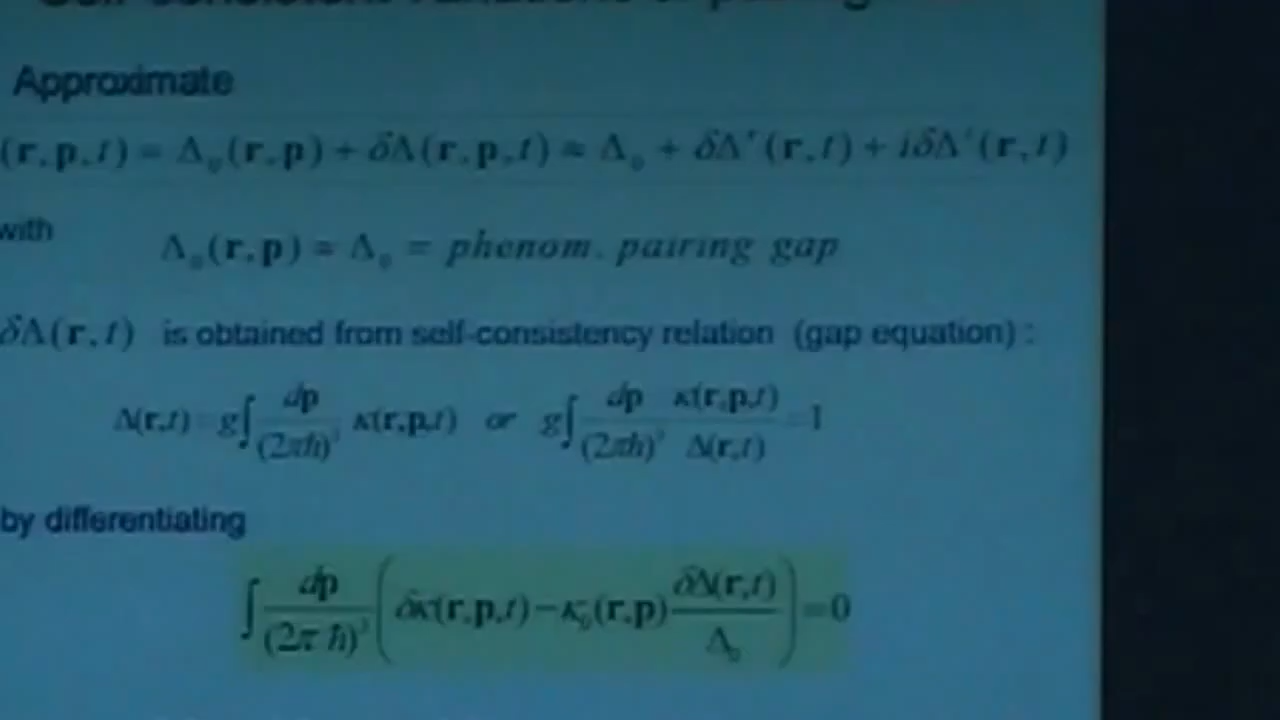 Approximate
(r,p,t) = Δ₀(r,p) + δΔ(r,p,t) ≈ Δ₀ + δΔʳ(r,t) + iδΔⁱ(r,t)
with
Δ₀(r,p) ≈ Δ₀ = phenom. pairing gap
δΔ(r,t) is obtained from self-consistency relation (gap equation) :
Δ(r,t) = g∫ dp/(2πħ)³ κ(r,p,t) or g∫ dp/(2πħ)³ κ(r,p,t)/Δ(r,t) = 1
by differentiating
∫ dp/(2πħ)³ ( δκ(r,p,t) − κ₀(r,p) δΔ(r,t)/Δ₀ ) = 0